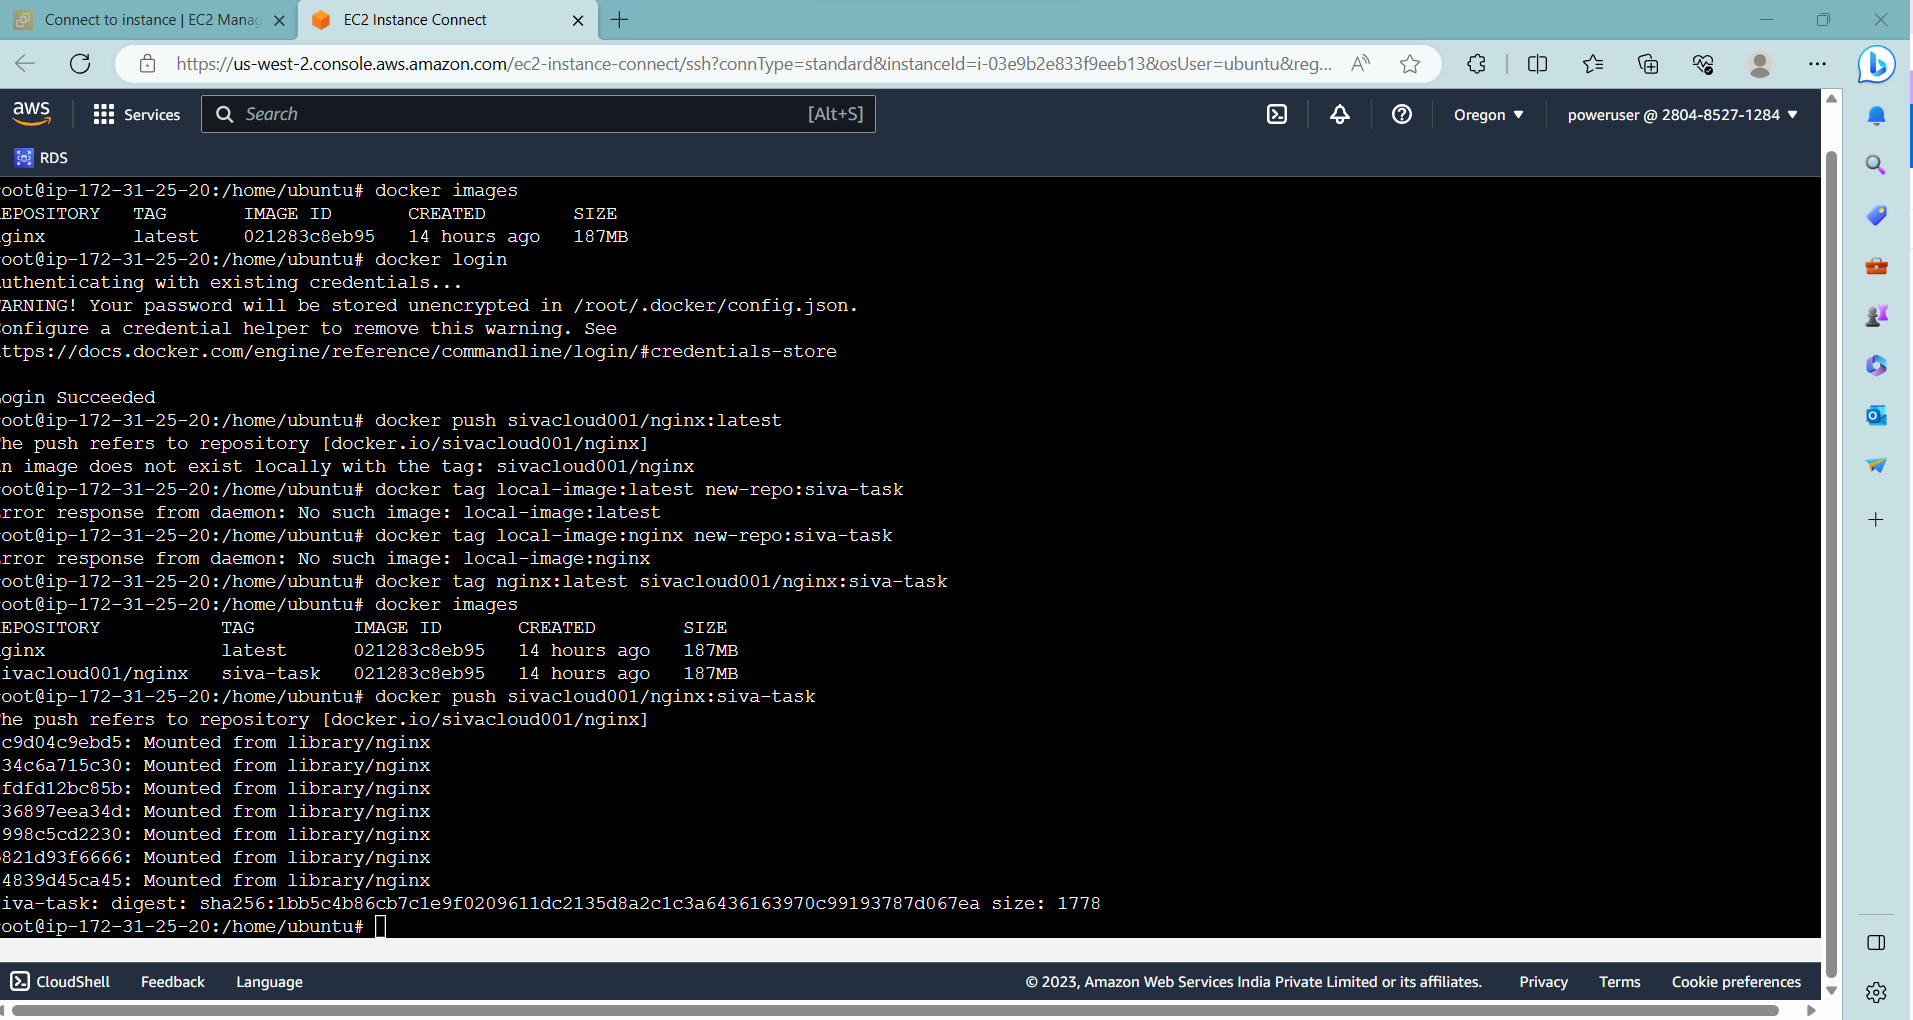 Connect to instance | EC2 Manag
EC2 Instance Connect
https://us-west-2.console.aws.amazon.com/ec2-instance-connect/ssh?connType=standard&instanceId=i-03e9b2e833f9eeb13&osUser=ubuntu&reg...
aws
Services
Search
[Alt+S]
Oregon
poweruser @ 2804-8527-1284
RDS
oot@ip-172-31-25-20:/home/ubuntu# docker images
EPOSITORY TAG IMAGE ID CREATED SIZE
ginx latest 021283c8eb95 14 hours ago 187MB
oot@ip-172-31-25-20:/home/ubuntu# docker login
uthenticating with existing credentials...
ARNING! Your password will be stored unencrypted in /root/.docker/config.json.
onfigure a credential helper to remove this warning. See
ttps://docs.docker.com/engine/reference/commandline/login/#credentials-store
ogin Succeeded
oot@ip-172-31-25-20:/home/ubuntu# docker push sivacloud001/nginx:latest
he push refers to repository [docker.io/sivacloud001/nginx]
n image does not exist locally with the tag: sivacloud001/nginx
oot@ip-172-31-25-20:/home/ubuntu# docker tag local-image:latest new-repo:siva-task
rror response from daemon: No such image: local-image:latest
oot@ip-172-31-25-20:/home/ubuntu# docker tag local-image:nginx new-repo:siva-task
rror response from daemon: No such image: local-image:nginx
oot@ip-172-31-25-20:/home/ubuntu# docker tag nginx:latest sivacloud001/nginx:siva-task
oot@ip-172-31-25-20:/home/ubuntu# docker images
EPOSITORY TAG IMAGE ID CREATED SIZE
ginx latest 021283c8eb95 14 hours ago 187MB
ivacloud001/nginx siva-task 021283c8eb95 14 hours ago 187MB
oot@ip-172-31-25-20:/home/ubuntu# docker push sivacloud001/nginx:siva-task
he push refers to repository [docker.io/sivacloud001/nginx]
c9d04c9ebd5: Mounted from library/nginx
34c6a715c30: Mounted from library/nginx
fdfd12bc85b: Mounted from library/nginx
36897eea34d: Mounted from library/nginx
998c5cd2230: Mounted from library/nginx
821d93f6666: Mounted from library/nginx
4839d45ca45: Mounted from library/nginx
iva-task: digest: sha256:1bb5c4b86cb7c1e9f0209611dc2135d8a2c1c3a6436163970c99193787d067ea size: 1778
oot@ip-172-31-25-20:/home/ubuntu#
CloudShell
Feedback
Language
© 2023, Amazon Web Services India Private Limited or its affiliates.
Privacy
Terms
Cookie preferences